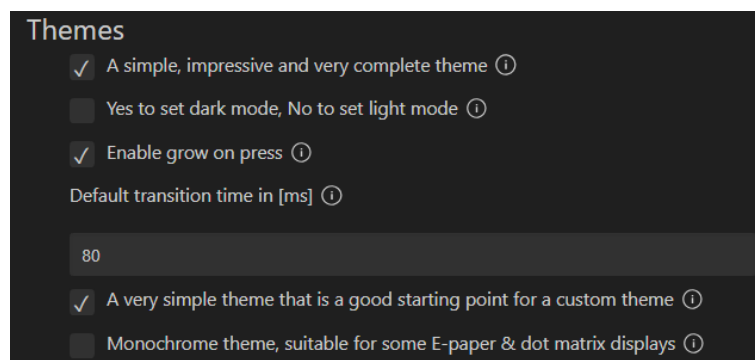 Themes
A simple, impressive and very complete theme
Yes to set dark mode, No to set light mode
Enable grow on press
Default transition time in [ms]
80
A very simple theme that is a good starting point for a custom theme
Monochrome theme, suitable for some E-paper & dot matrix displays